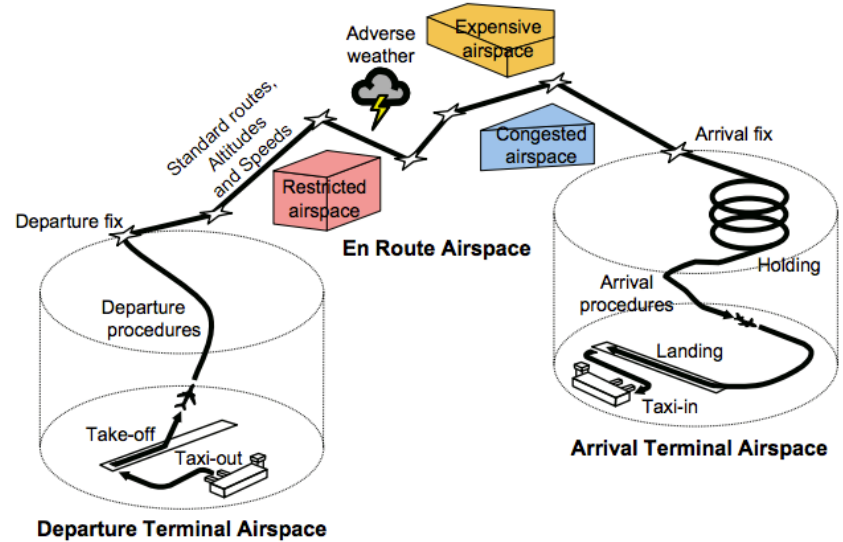 Adverse
weather
Expensive
airspace
Standard routes,
Altitudes
and Speeds
Congested
airspace
Arrival fix
Restricted
airspace
Departure fix
En Route Airspace
Holding
Departure
procedures
Arrival
procedures
Landing
Taxi-in
Take-off
Taxi-out
Arrival Terminal Airspace
Departure Terminal Airspace